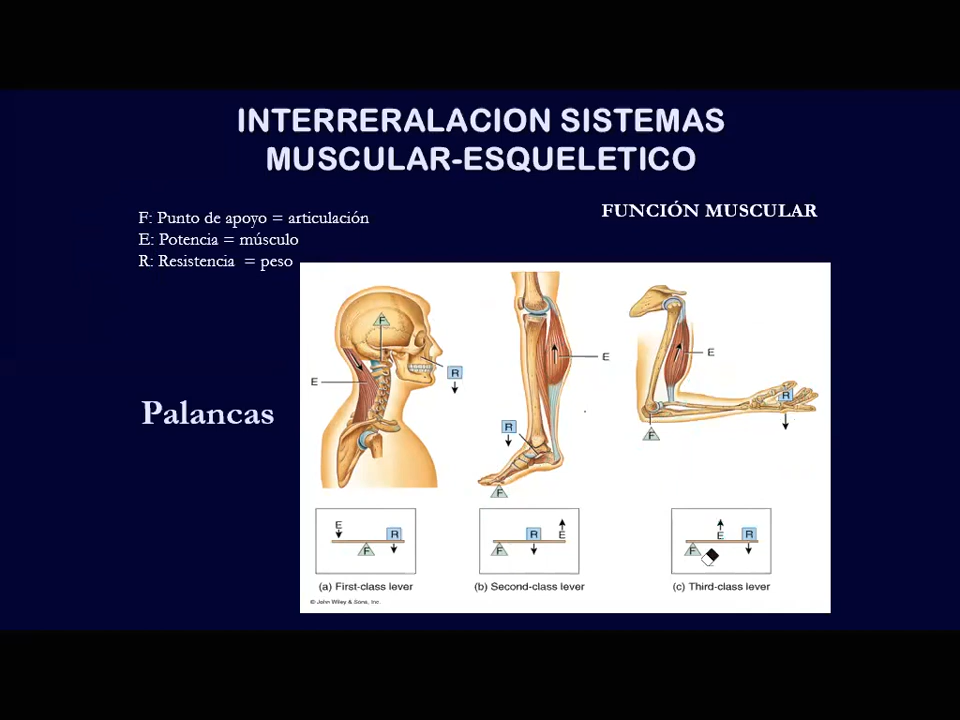 INTERRERALACION SISTEMAS
MUSCULAR-ESQUELETICO
F: Punto de apoyo = articulación
E: Potencia = músculo
R: Resistencia = peso
FUNCIÓN MUSCULAR
Palancas
F
R
E
E
R
F
E
R
F
E
R
F
R
F
E
E
R
F
(a) First-class lever
(b) Second-class lever
(c) Third-class lever
© John Wiley & Sons, Inc.